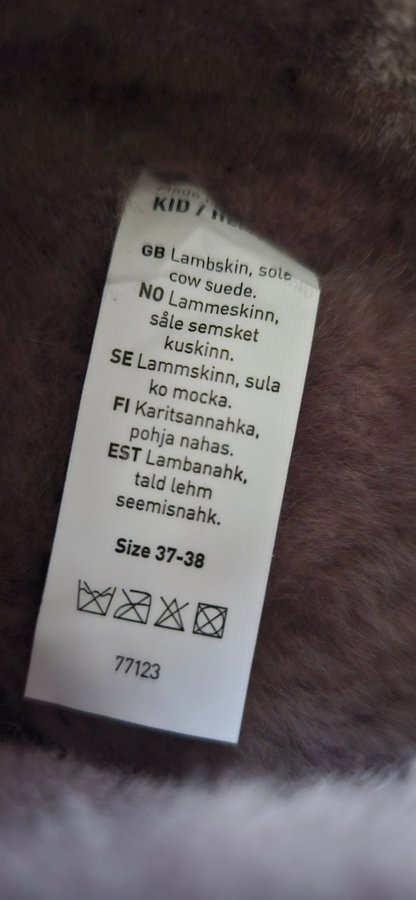 Made
KID /
GB Lambskin, sole
cow suede.
NO Lammeskinn,
såle semsket
kuskinn.
SE Lammskinn, sula
ko mocka.
FI Karitsannahka,
pohja nahas.
EST Lambanahk,
tald lehm
seemisnahk.
Size 37-38
77123